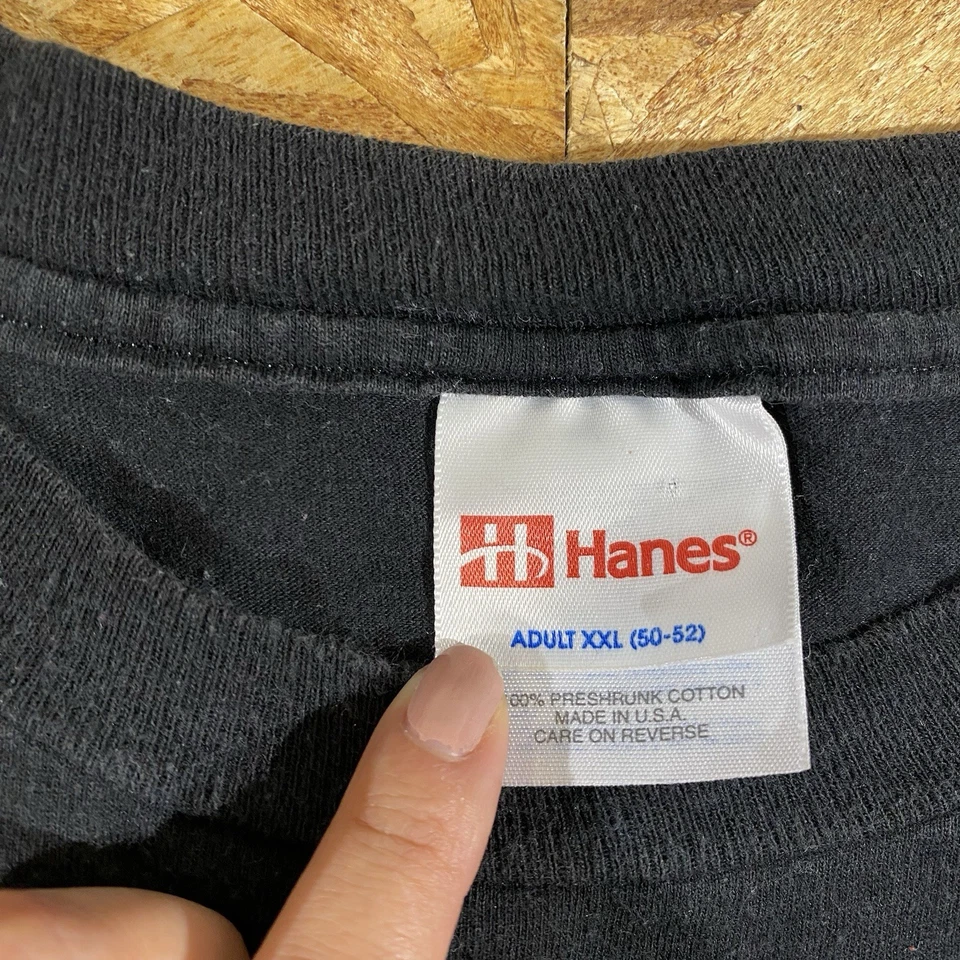 H Hanes®
ADULT XXL (50-52)
00% PRESHRUNK COTTON
MADE IN U.S.A.
CARE ON REVERSE